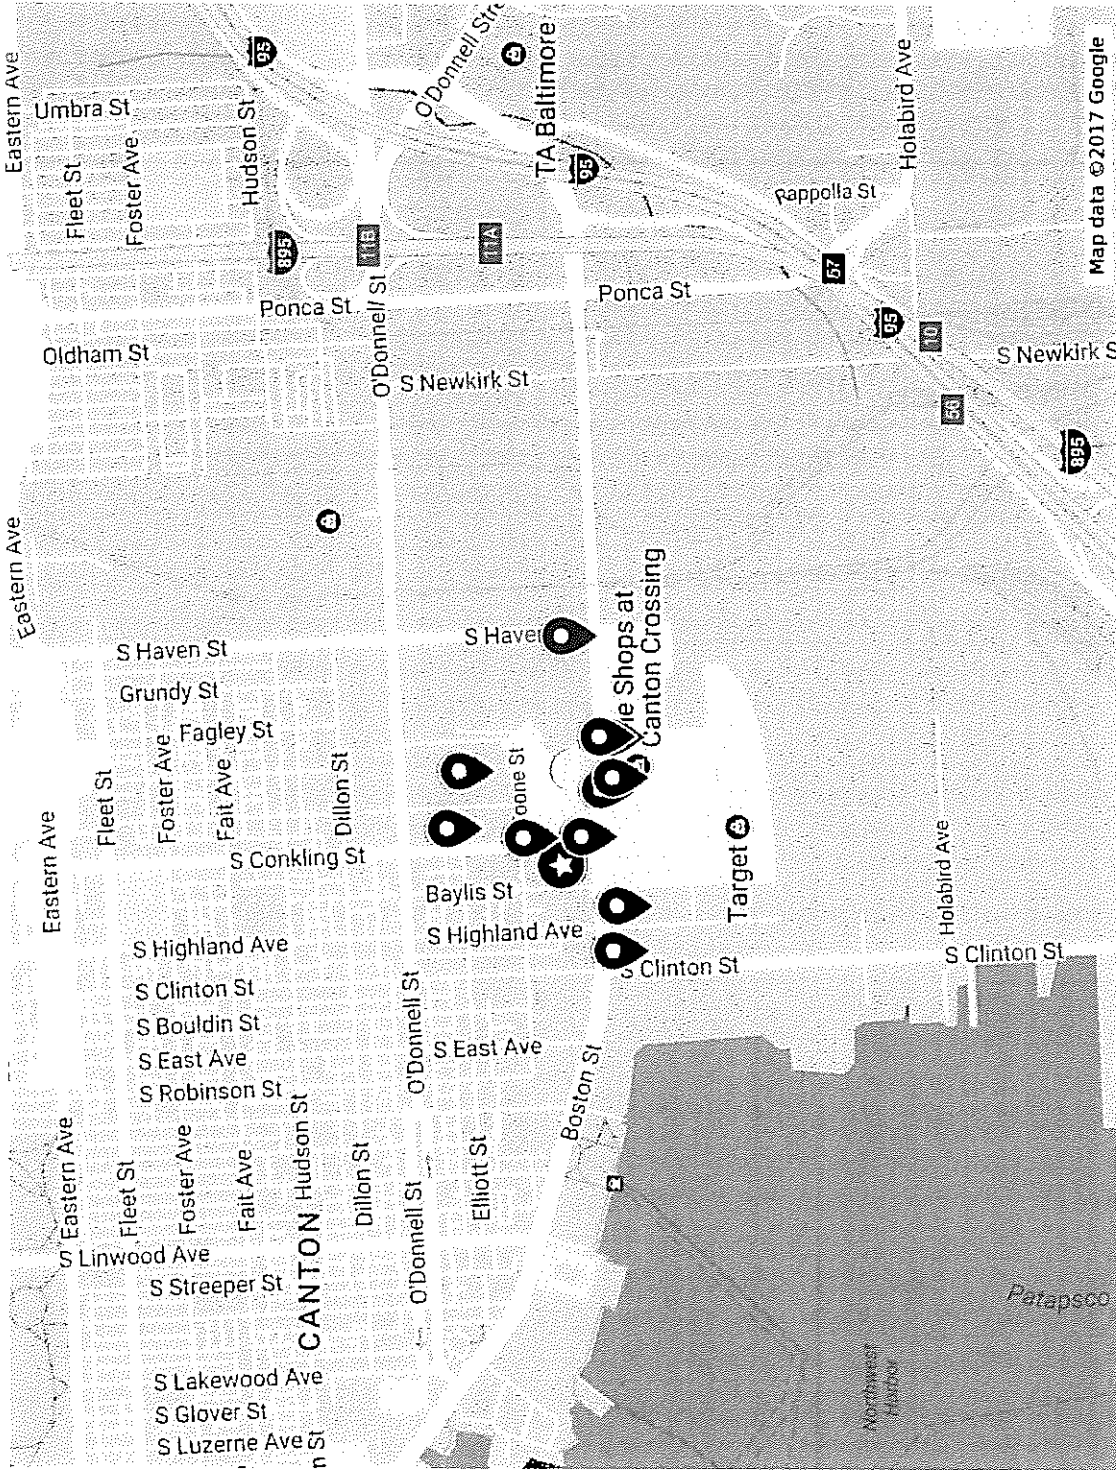 Eastern Ave
Umbra St
Fleet St
Foster Ave
Hudson St
95
O'Donnell Stre
TA Baltimore
95
Holabird Ave
Rappolla St
895
11B
11A
57
Map data ©2017 Google
Ponca St
O'Donnell St
Ponca St
Oldham St
S Newkirk St
95
10
S Newkirk S
895
Eastern Ave
S Haven St
S Haven
Grundy St
Fagley St
Fleet St
Foster Ave
Fait Ave
Dillon St
oone St
ie Shops at
Canton Crossing
Eastern Ave
S Conkling St
Baylis St
Target
Holabird Ave
S Highland Ave
S Highland Ave
S Clinton St
S Clinton St
S Clinton St
S Bouldin St
O'Donnell St
S East Ave
S East Ave
S Robinson St
Boston St
Eastern Ave
Fleet St
Foster Ave
Fait Ave
Hudson St
Dillon St
O'Donnell St
Elliott St
S Linwood Ave
S Streeper St
CANTON
Patapsco
Northwest
Harbor
S Lakewood Ave
S Glover St
S Luzerne Ave
n St